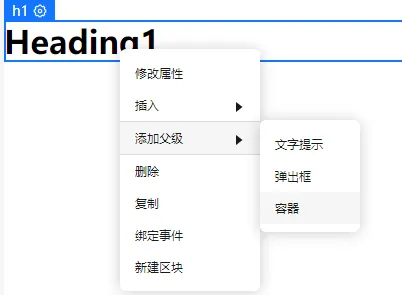 h1
Heading1
修改属性
插入
添加父级
删除
复制
绑定事件
新建区块
文字提示
弹出框
容器